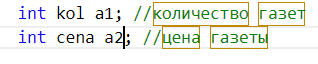 int kol a1; //количество газет
int cena a2; //цена газеты